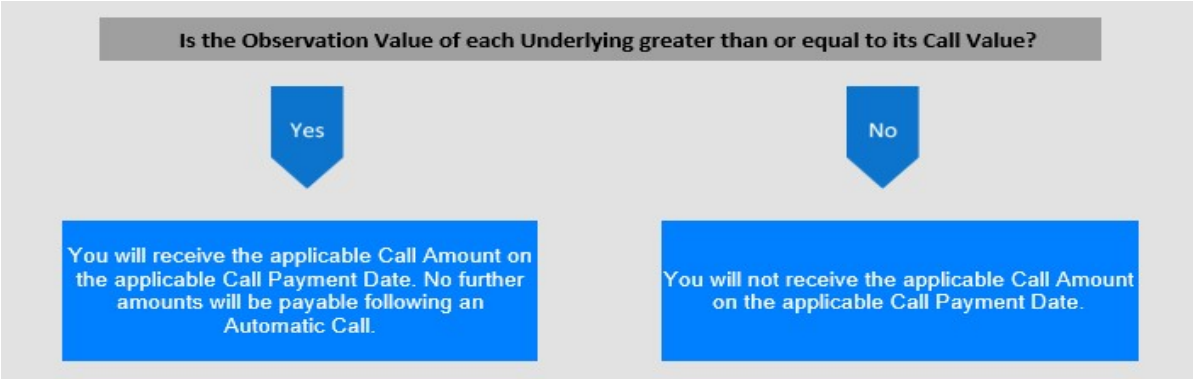 Is the Observation Value of each Underlying greater than or equal to its Call Value?
Yes
No
You will receive the applicable Call Amount on
the applicable Call Payment Date. No further
amounts will be payable following an
Automatic Call.
You will not receive the applicable Call Amount
on the applicable Call Payment Date.